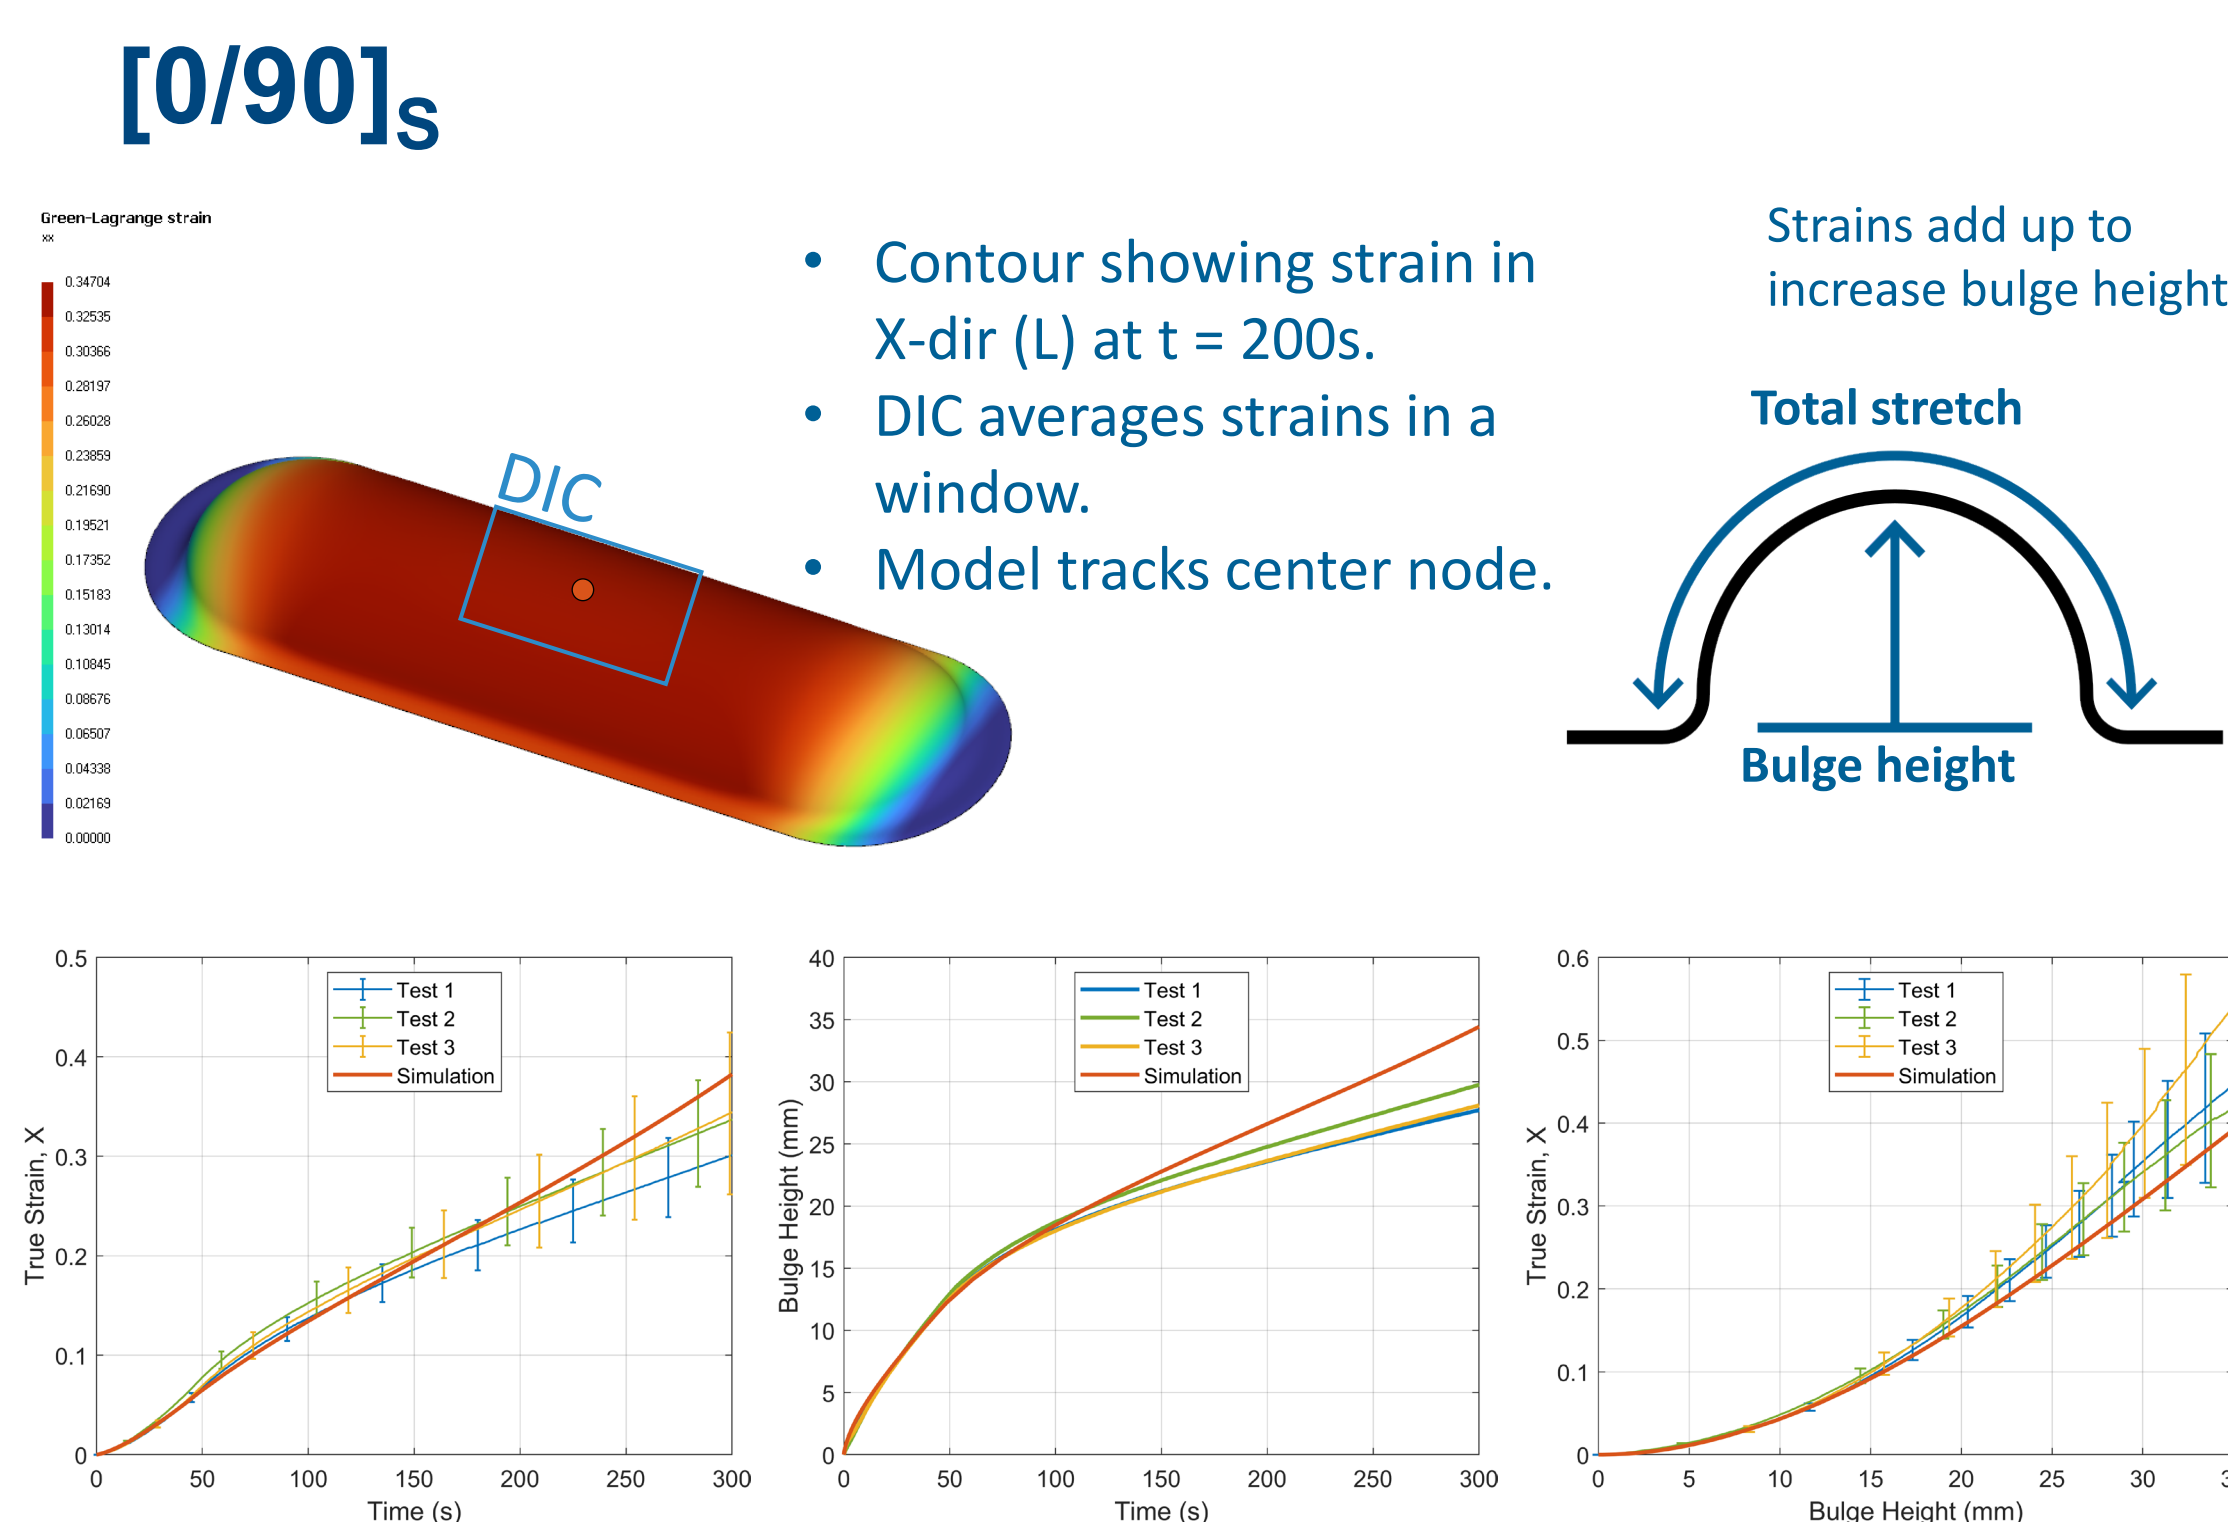 [0/90]s
Green-Lagrange strain
xx
0.34704
0.32535
0.30366
0.28197
0.26028
0.23859
0.21690
0.19521
0.17352
0.15183
0.13014
0.10845
0.08676
0.06507
0.04338
0.02169
0.00000
DIC
• Contour showing strain in
X-dir (L) at t = 200s.
• DIC averages strains in a
window.
• Model tracks center node.
Strains add up to
increase bulge height
Total stretch
Bulge height
True Strain, X
0.5
0.4
0.3
0.2
0.1
0
Test 1
Test 2
Test 3
Simulation
0 50 100 150 200 250 300
Time (s)
Bulge Height (mm)
40
35
30
25
20
15
10
5
0
Test 1
Test 2
Test 3
Simulation
0 50 100 150 200 250 300
Time (s)
True Strain, X
0.6
0.5
0.4
0.3
0.2
0.1
0
Test 1
Test 2
Test 3
Simulation
0 5 10 15 20 25 30
Bulge Height (mm)